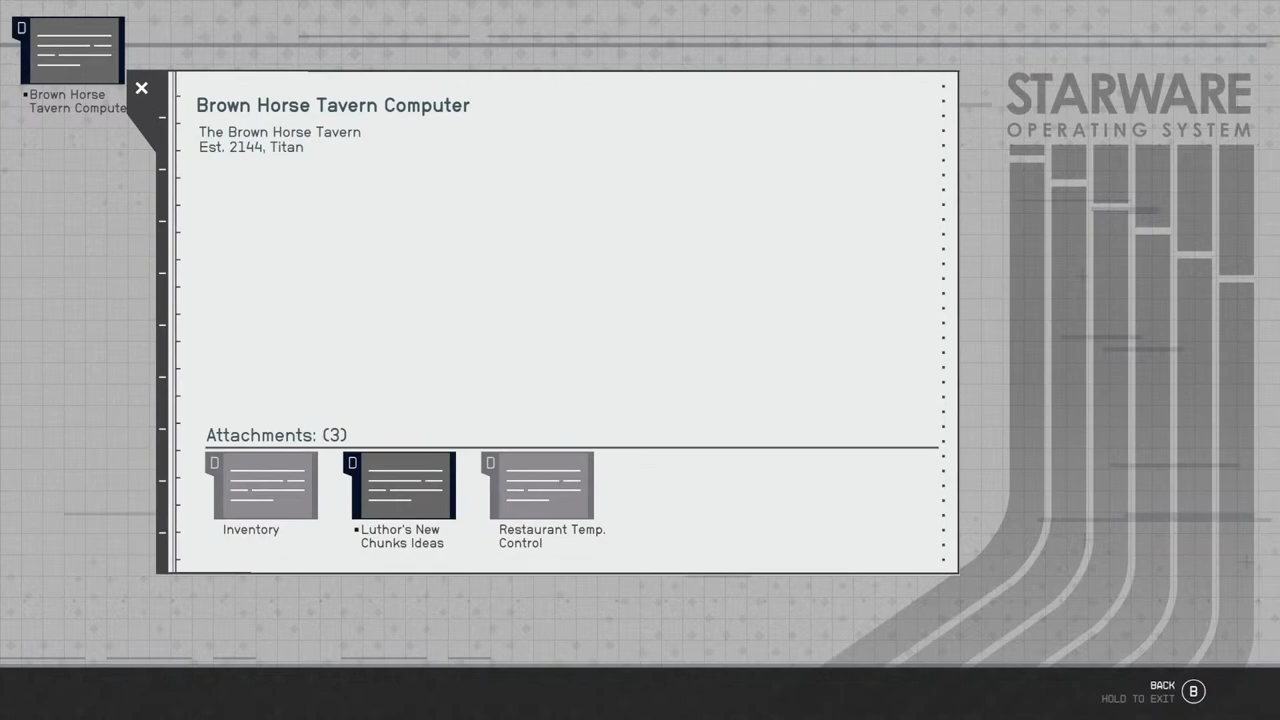 D
▪Brown Horse
Tavern Compute
×
Brown Horse Tavern Computer
The Brown Horse Tavern
Est. 2144, Titan
STARWARE
OPERATING SYSTEM
Attachments: (3)
D
Inventory
D
▪Luthor's New
Chunks Ideas
D
Restaurant Temp.
Control
BACK
HOLD TO EXIT
B